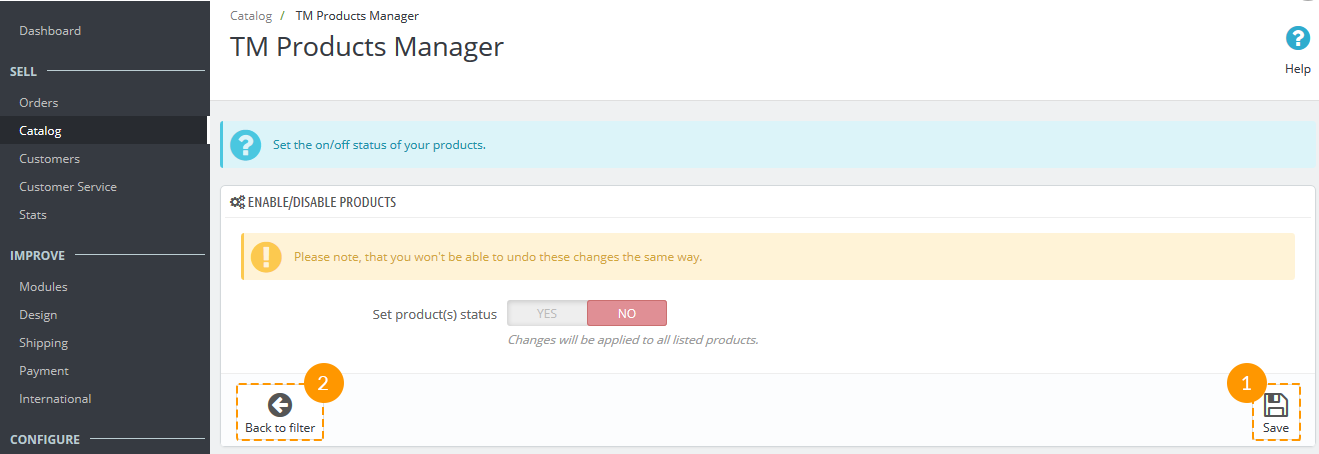 Dashboard
SELL
Orders
Catalog
Customers
Customer Service
Stats
IMPROVE
Modules
Design
Shipping
Payment
International
CONFIGURE
Catalog / TM Products Manager
TM Products Manager
?
Help
? Set the on/off status of your products.
ENABLE/DISABLE PRODUCTS
! Please note, that you won't be able to undo these changes the same way.
Set product(s) status YES NO
Changes will be applied to all listed products.
2
Back to filter
1
Save